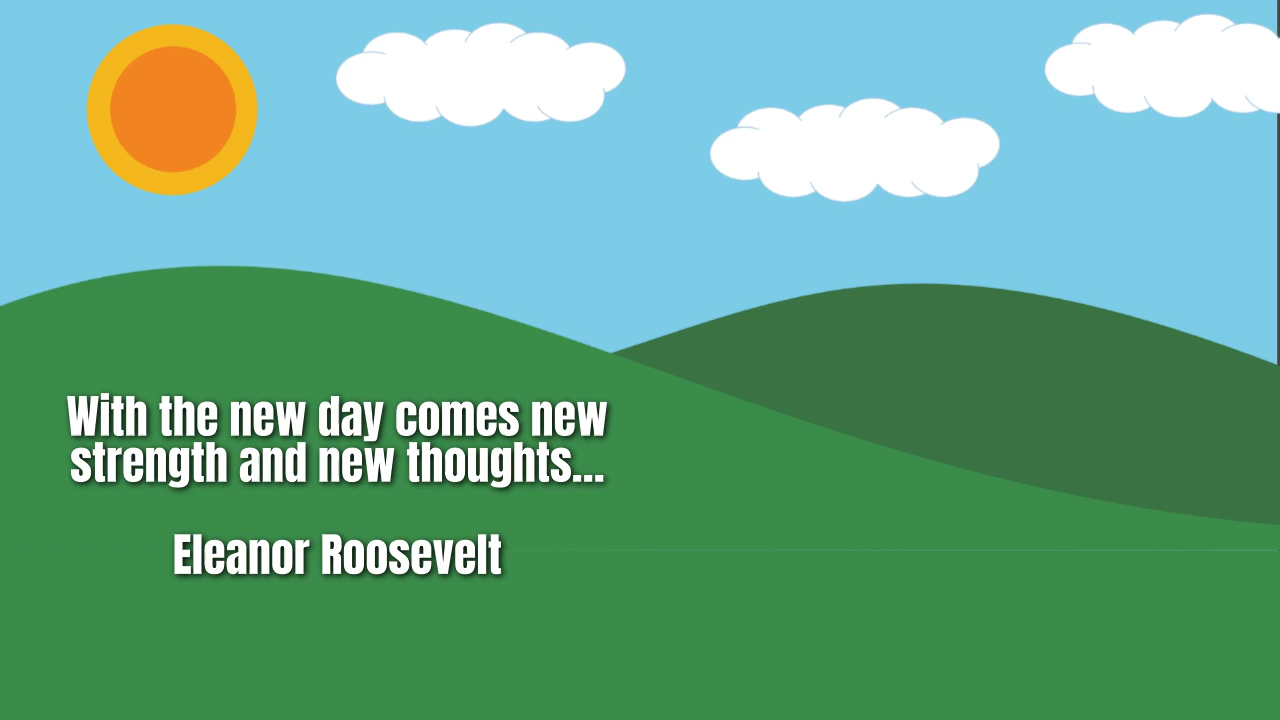 With the new day comes new
strength and new thoughts...
Eleanor Roosevelt